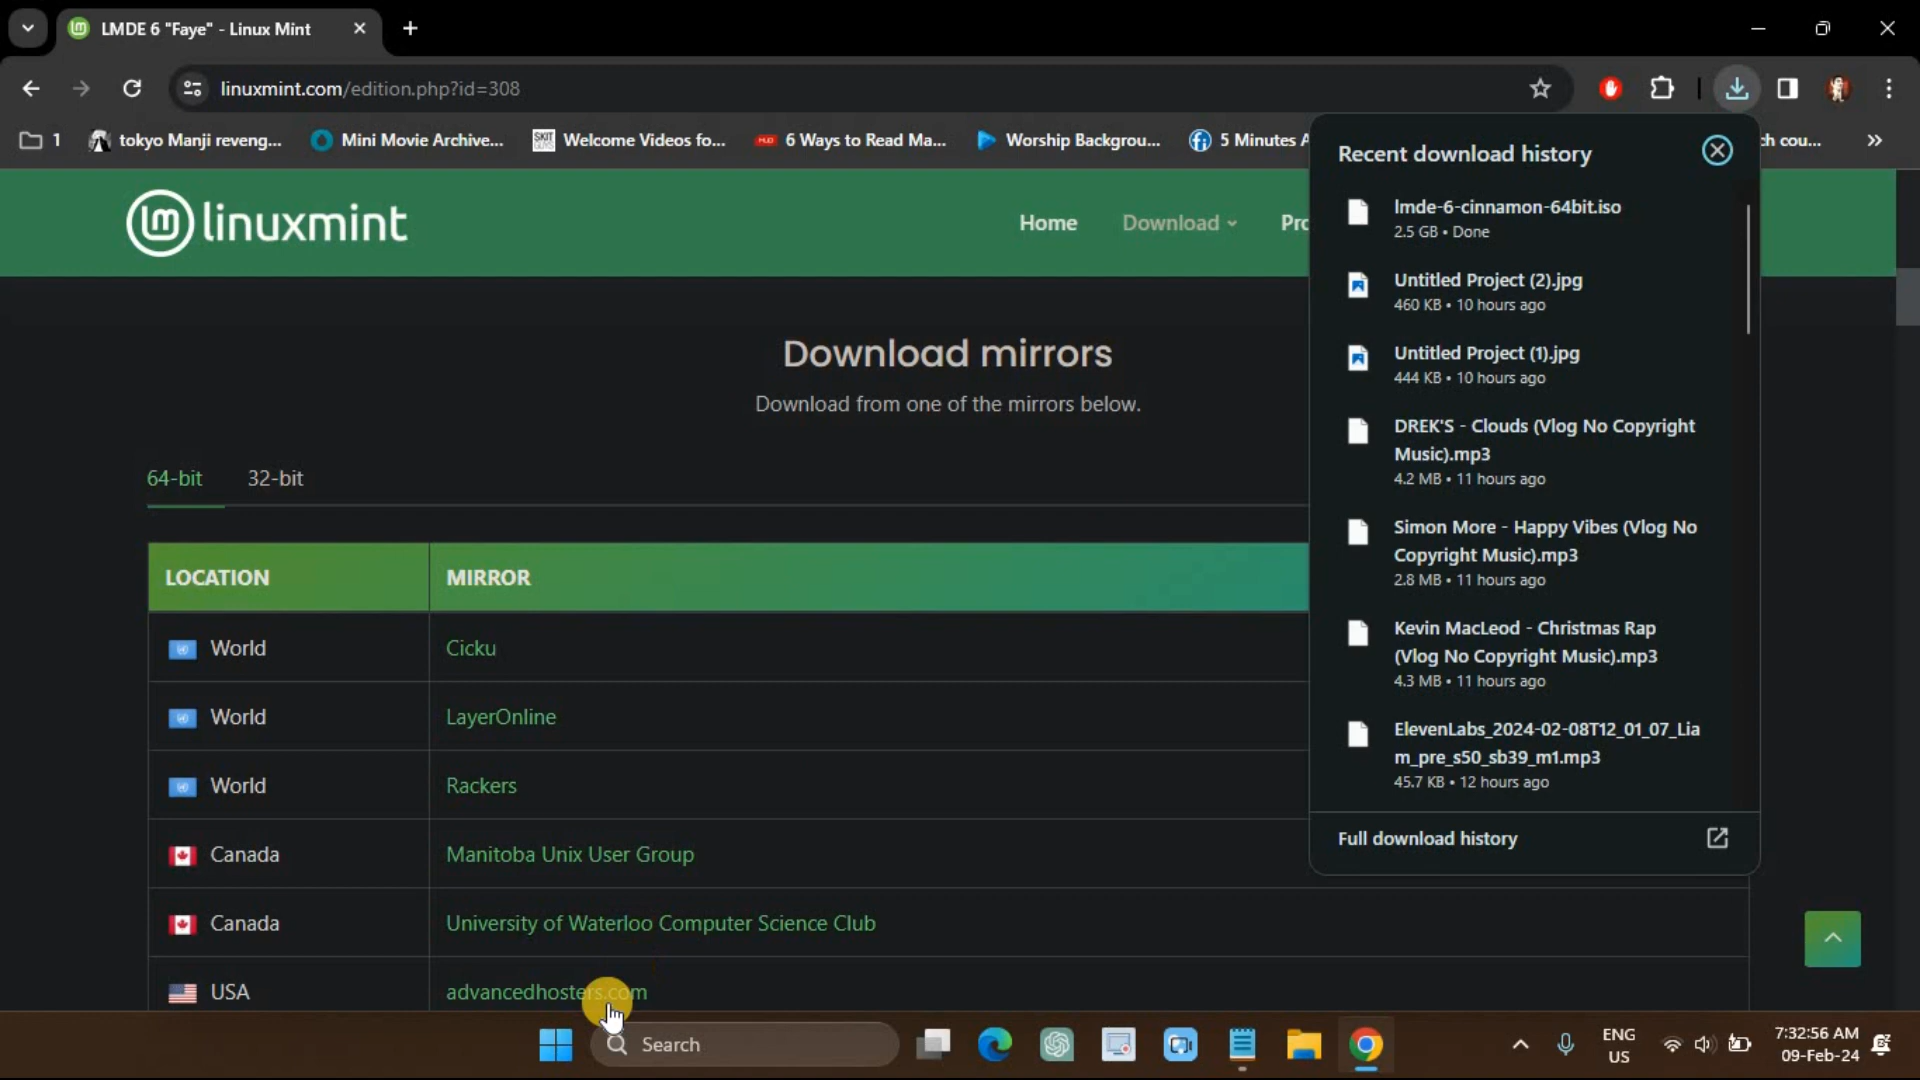 LMDE 6 "Faye" - Linux Mint
linuxmint.com/edition.php?id=308
1
tokyo Manji reveng...
Mini Movie Archive...
SKIT GUYS
Welcome Videos fo...
6 Ways to Read Ma...
Worship Backgrou...
5 Minutes A
ch cou...
linuxmint
Home
Download
Pro
Recent download history
lmde-6-cinnamon-64bit.iso
2.5 GB • Done
Untitled Project (2).jpg
460 KB • 10 hours ago
Untitled Project (1).jpg
444 KB • 10 hours ago
DREK'S - Clouds (Vlog No Copyright
Music).mp3
4.2 MB • 11 hours ago
Simon More - Happy Vibes (Vlog No
Copyright Music).mp3
2.8 MB • 11 hours ago
Kevin MacLeod - Christmas Rap
(Vlog No Copyright Music).mp3
4.3 MB • 11 hours ago
ElevenLabs_2024-02-08T12_01_07_Lia
m_pre_s50_sb39_m1.mp3
45.7 KB • 12 hours ago
Full download history
Download mirrors
Download from one of the mirrors below.
64-bit 32-bit
LOCATION MIRROR
World Cicku
World LayerOnline
World Rackers
Canada Manitoba Unix User Group
Canada University of Waterloo Computer Science Club
USA advancedhosters.com
Search
ENG
US
7:32:56 AM
09-Feb-24